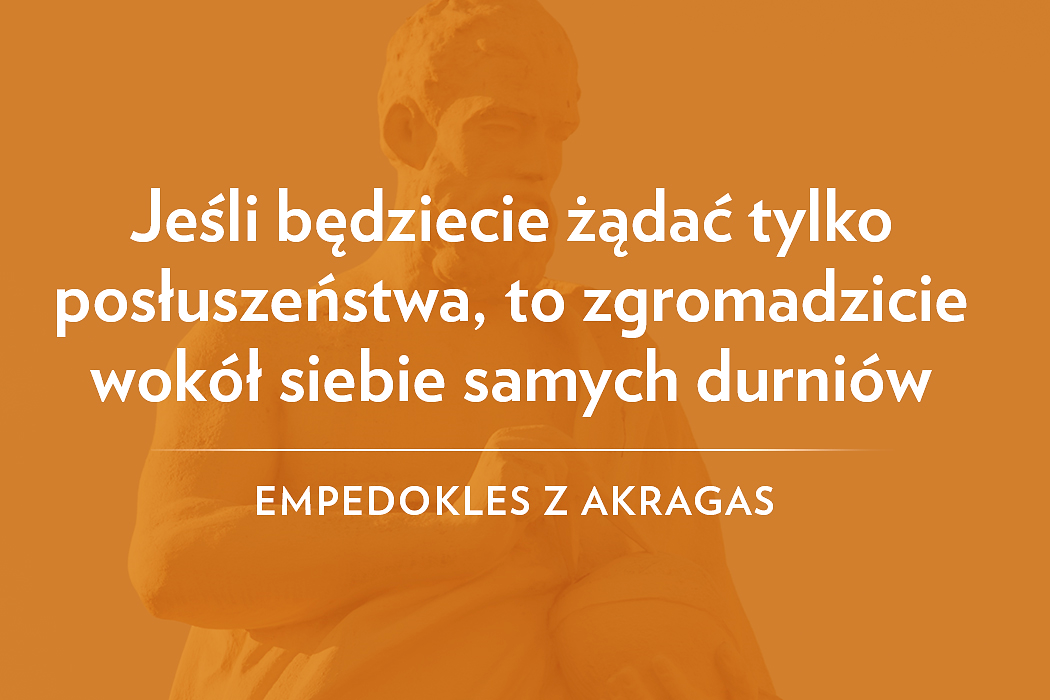 Jeśli będziecie żądać tylko
posłuszeństwa, to zgromadzicie
wokół siebie samych durniów
EMPEDOKLES Z AKRAGAS